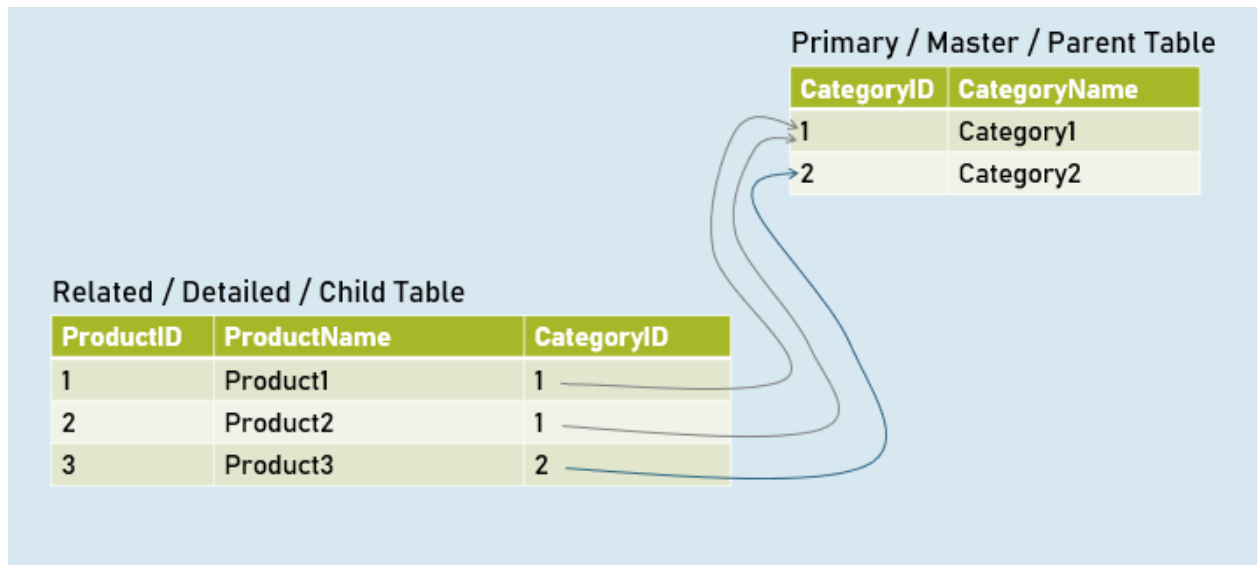 Primary / Master / Parent Table
CategoryID CategoryName
1 Category1
2 Category2
Related / Detailed / Child Table
ProductID ProductName CategoryID
1 Product1 1
2 Product2 1
3 Product3 2